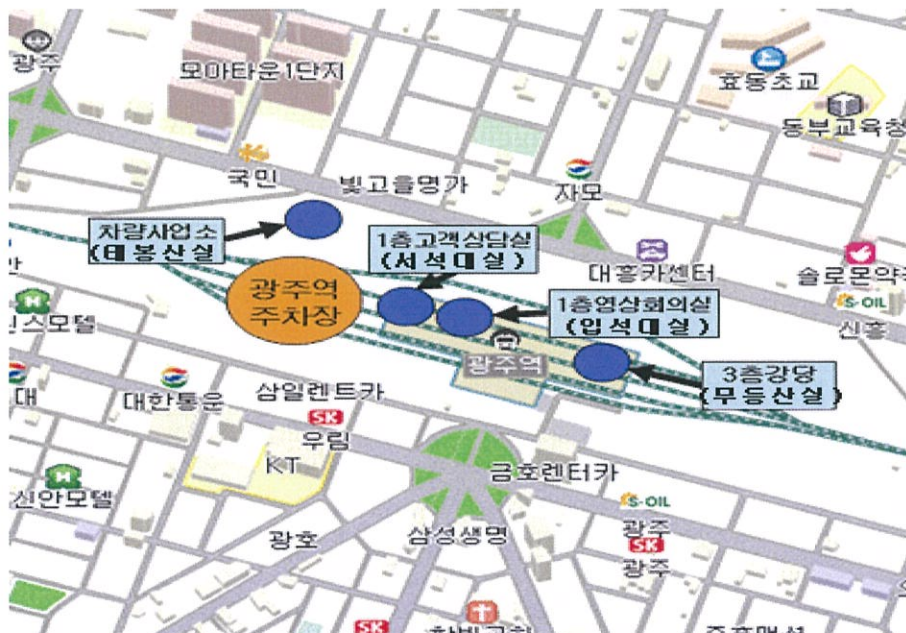 광주
모아타운1단지
효동초교
동부교육청
국민
빛고을명가
자모
차량사업소
(태봉산실)
1층고객상담실
(서석대실)
대흥카센터
솔로몬약국
광주역
주차장
1층영상회의실
(입석대실)
S-OIL
신흥
스모텔
광주역
3층강당
(무등산실)
대
대한통운
삼일렌트카
SK
우림
KT
금호렌터카
신안모텔
S-OIL
광주
삼성생명
광호
SK
광주
SK